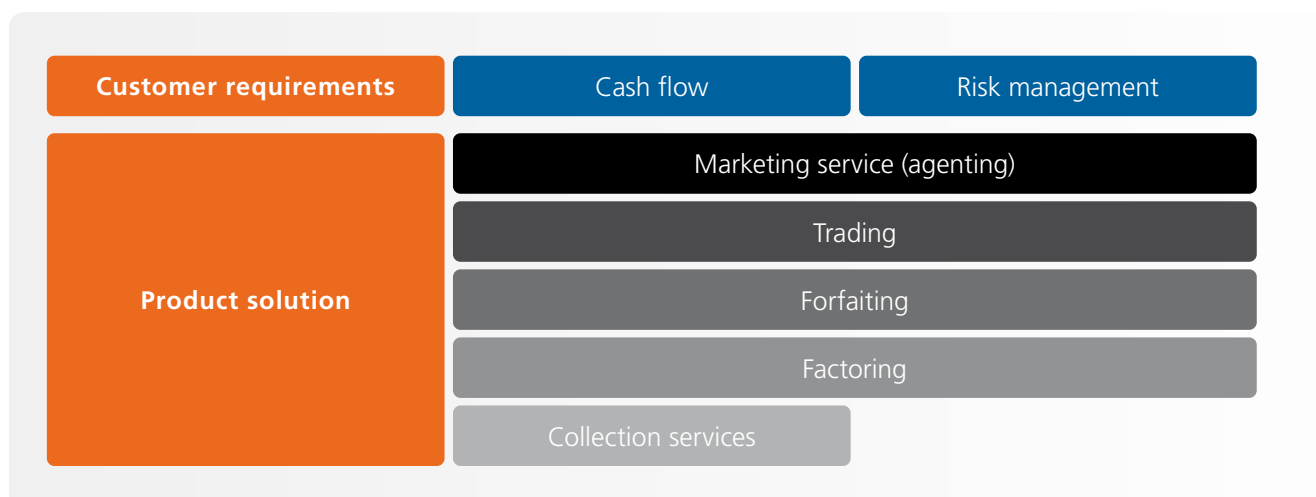 Customer requirements
Cash flow
Risk management
Product solution
Marketing service (agenting)
Trading
Forfaiting
Factoring
Collection services